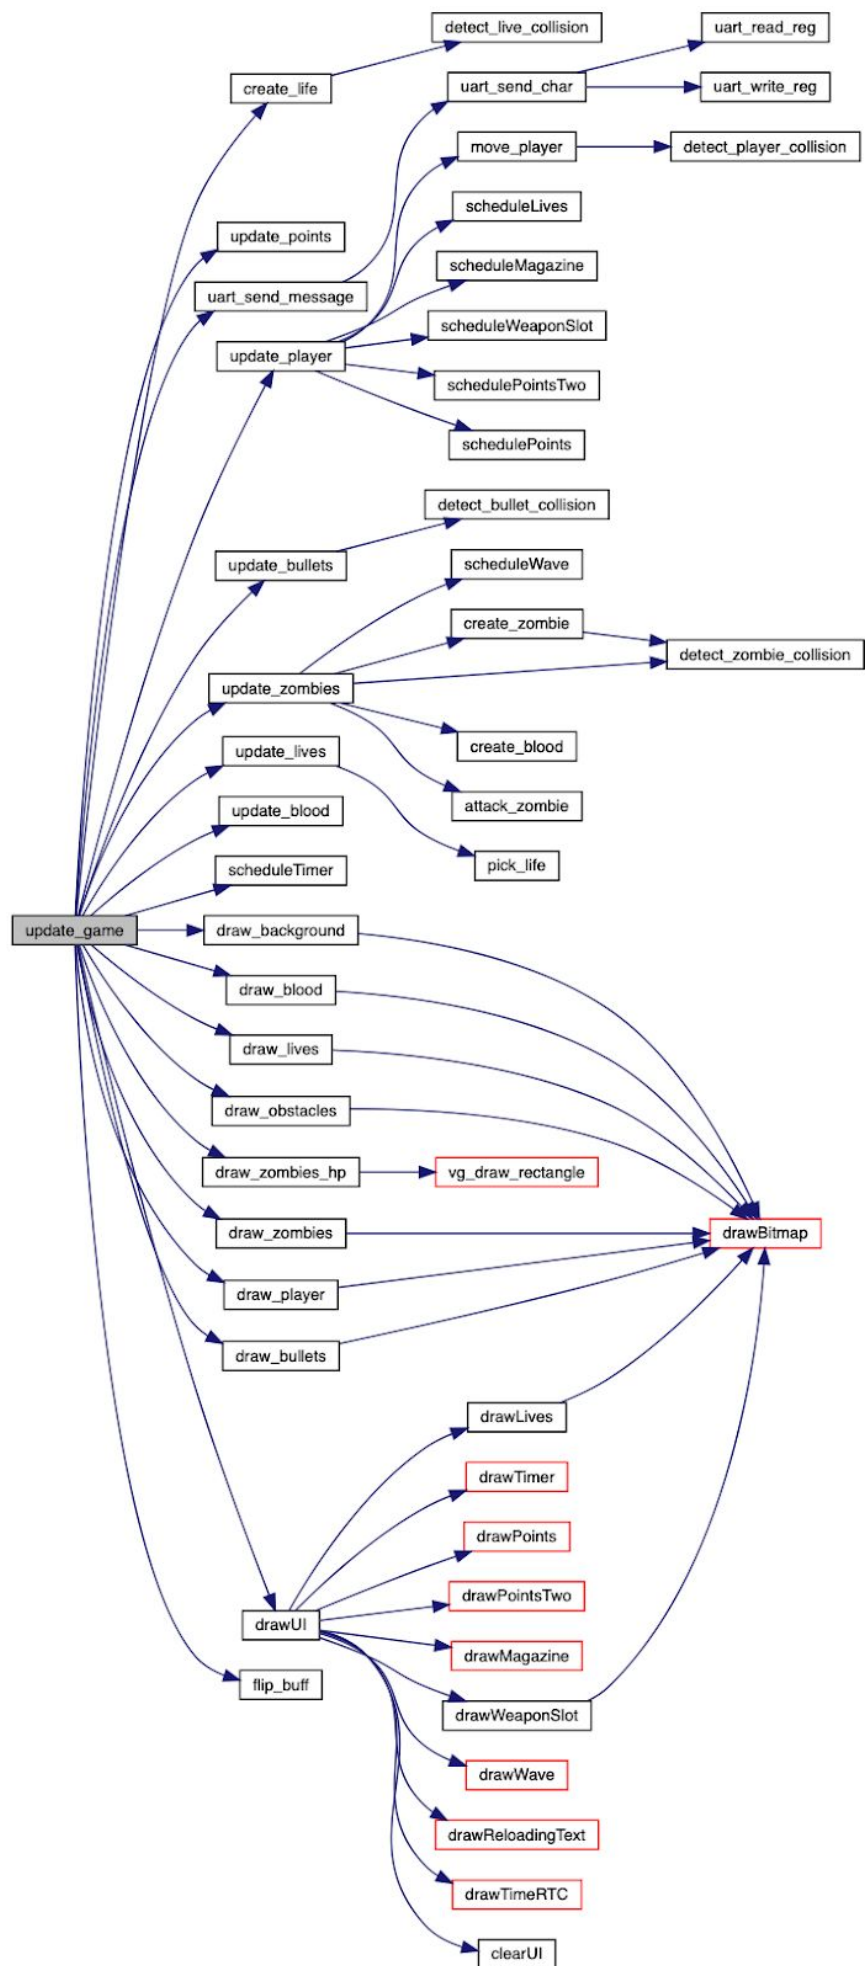 detect_live_collision
uart_read_reg
create_life
uart_send_char
uart_write_reg
move_player
detect_player_collision
scheduleLives
update_points
scheduleMagazine
uart_send_message
scheduleWeaponSlot
update_player
schedulePointsTwo
schedulePoints
detect_bullet_collision
update_bullets
scheduleWave
create_zombie
detect_zombie_collision
update_zombies
create_blood
update_lives
attack_zombie
update_blood
pick_life
scheduleTimer
update_game
draw_background
draw_blood
draw_lives
draw_obstacles
draw_zombies_hp
vg_draw_rectangle
draw_zombies
drawBitmap
draw_player
draw_bullets
drawLives
drawTimer
drawPoints
drawPointsTwo
drawUI
drawMagazine
flip_buff
drawWeaponSlot
drawWave
drawReloadingText
drawTimeRTC
clearUI